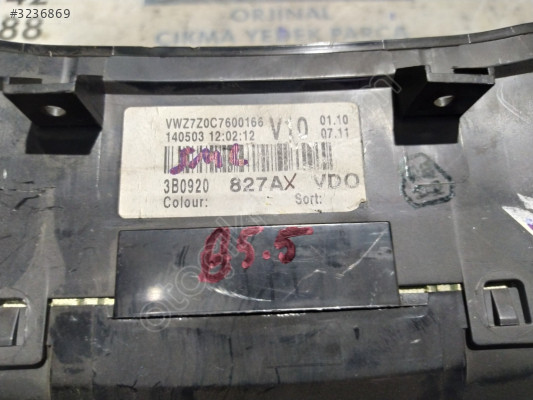 #3236869
88
ORJİNAL
ÇIKMA YEDEK PARÇA
VWZ7Z0C7600166 V10 01.10
140503 12:02:12 07.11
3B0920 827AX VDO
Colour: Sort:
B5.5